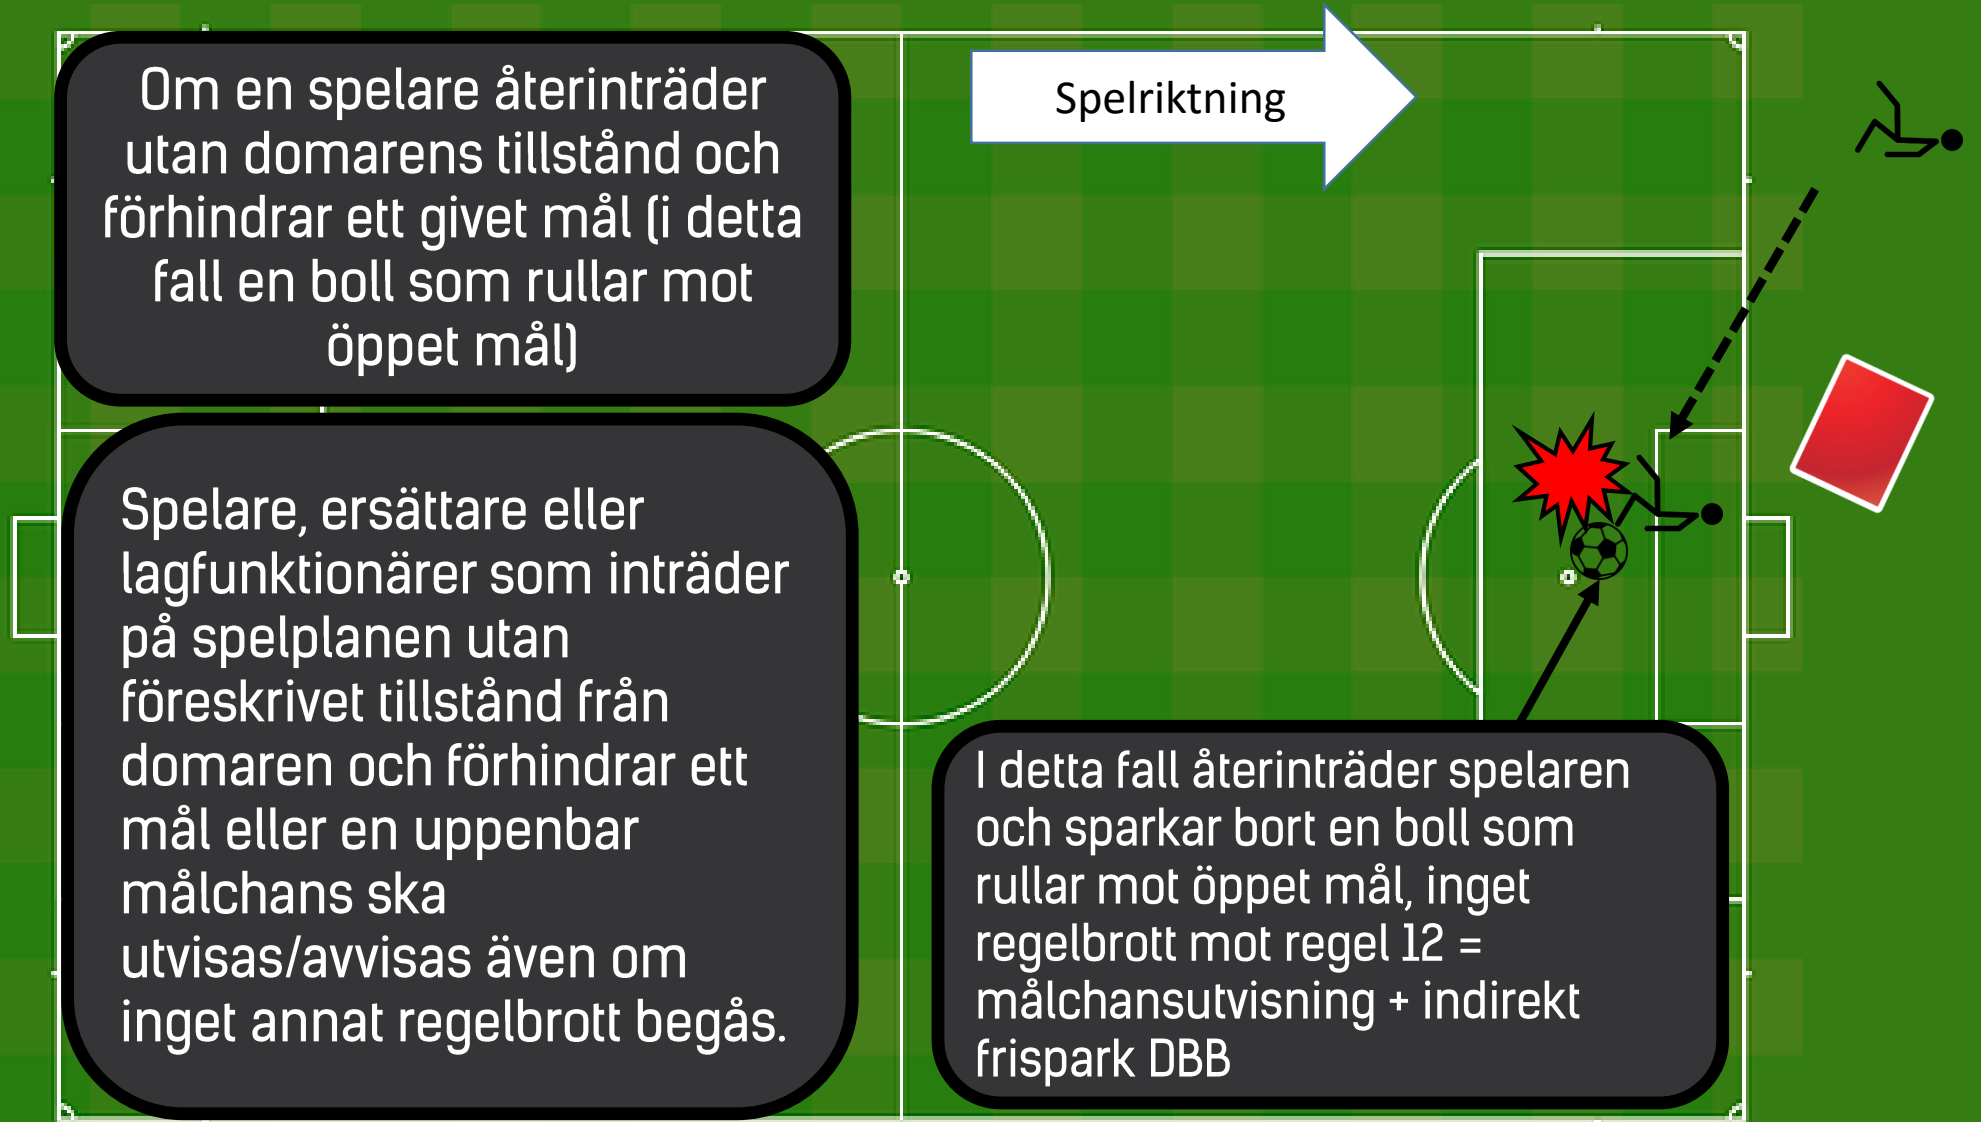 Om en spelare återinträder
utan domarens tillstånd och
förhindrar ett givet mål (i detta
fall en boll som rullar mot
öppet mål)
Spelriktning
Spelare, ersättare eller
lagfunktionärer som inträder
på spelplanen utan
föreskrivet tillstånd från
domaren och förhindrar ett
mål eller en uppenbar
målchans ska
utvisas/avvisas även om
inget annat regelbrott begås.
I detta fall återinträder spelaren
och sparkar bort en boll som
rullar mot öppet mål, inget
regelbrott mot regel 12 =
målchansutvisning + indirekt
frispark DBB